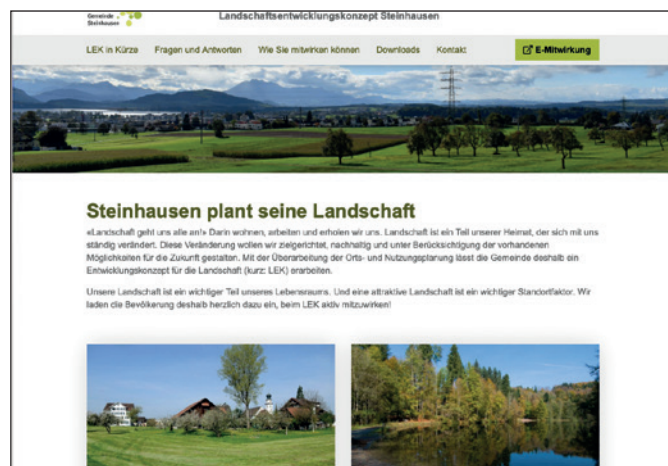 Gemeinde
Steinhausen
Landschaftsentwicklungskonzept Steinhausen
LEK in Kürze Fragen und Antworten Wie Sie mitwirken können Downloads Kontakt E-Mitwirkung
Steinhausen plant seine Landschaft
«Landschaft geht uns alle an!» Darin wohnen, arbeiten und erholen wir uns. Landschaft ist ein Teil unserer Heimat, der sich mit uns
ständig verändert. Diese Veränderung wollen wir zielgerichtet, nachhaltig und unter Berücksichtigung der vorhandenen
Möglichkeiten für die Zukunft gestalten. Mit der Überarbeitung der Orts- und Nutzungsplanung lässt die Gemeinde deshalb ein
Entwicklungskonzept für die Landschaft (kurz: LEK) erarbeiten.
Unsere Landschaft ist ein wichtiger Teil unseres Lebensraums. Und eine attraktive Landschaft ist ein wichtiger Standortfaktor. Wir
laden die Bevölkerung deshalb herzlich dazu ein, beim LEK aktiv mitzuwirken!